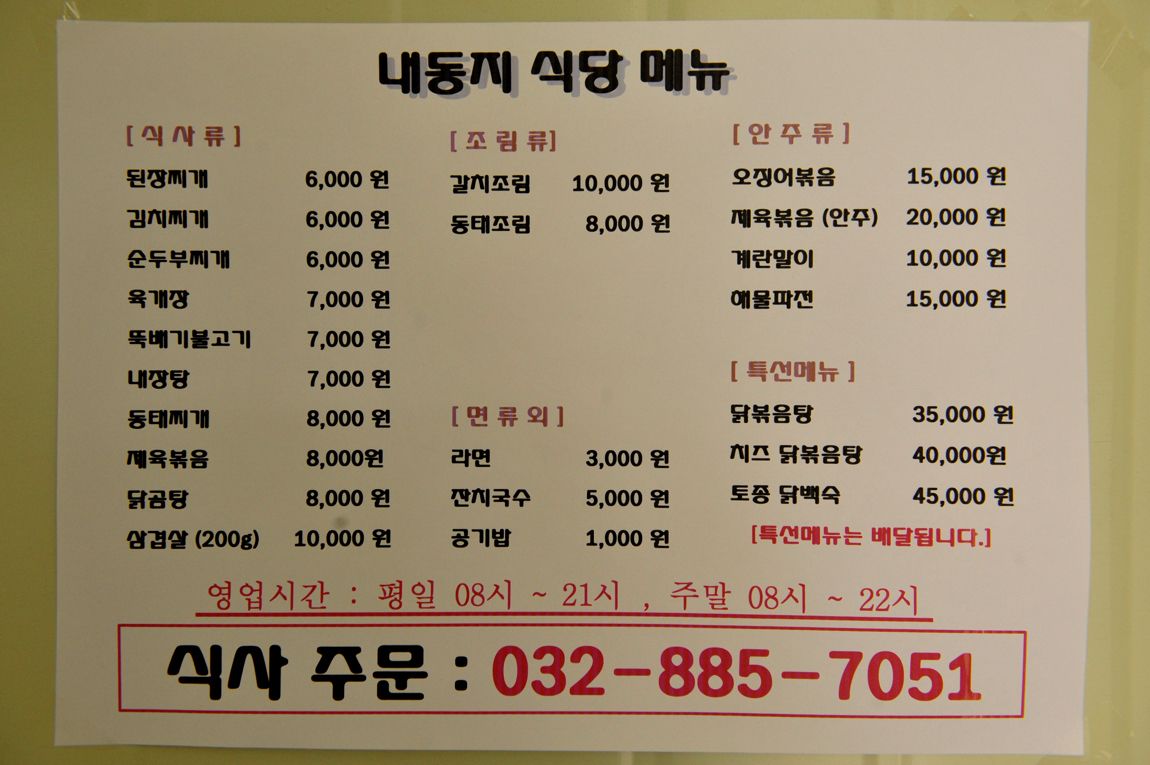 내동지 식당 메뉴
[ 식 사 류 ]
된장찌개 6,000 원
김치찌개 6,000 원
순두부찌개 6,000 원
육개장 7,000 원
뚝배기불고기 7,000 원
내장탕 7,000 원
동태찌개 8,000 원
제육볶음 8,000원
닭곰탕 8,000 원
삼겹살 (200g) 10,000 원
[ 조 림 류]
갈치조림 10,000 원
동태조림 8,000 원
[ 면 류 외 ]
라면 3,000 원
잔치국수 5,000 원
공기밥 1,000 원
[ 안 주 류 ]
오징어볶음 15,000 원
제육볶음 (안주) 20,000 원
계란말이 10,000 원
해물파전 15,000 원
[ 특선메뉴 ]
닭볶음탕 35,000 원
치즈 닭볶음탕 40,000원
토종 닭백숙 45,000 원
[특선메뉴는 배달됩니다.]
영업시간 : 평일 08시 ~ 21시 , 주말 08시 ~ 22시
식사 주문 : 032-885-7051